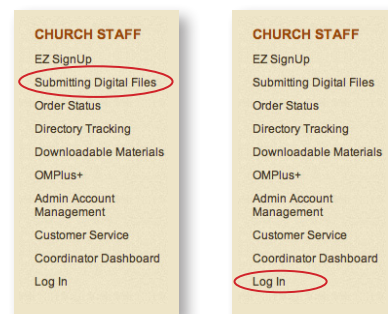 CHURCH STAFF
EZ SignUp
Submitting Digital Files
Order Status
Directory Tracking
Downloadable Materials
OMPlus+
Admin Account
Management
Customer Service
Coordinator Dashboard
Log In
CHURCH STAFF
EZ SignUp
Submitting Digital Files
Order Status
Directory Tracking
Downloadable Materials
OMPlus+
Admin Account
Management
Customer Service
Coordinator Dashboard
Log In